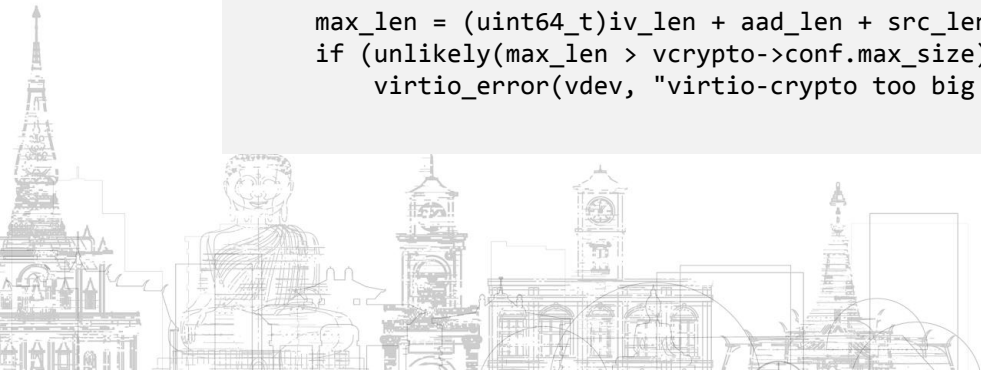 max_len = (uint64_t)iv_len + aad_len + src_len
if (unlikely(max_len > vcrypto->conf.max_size)
virtio_error(vdev, "virtio-crypto too big